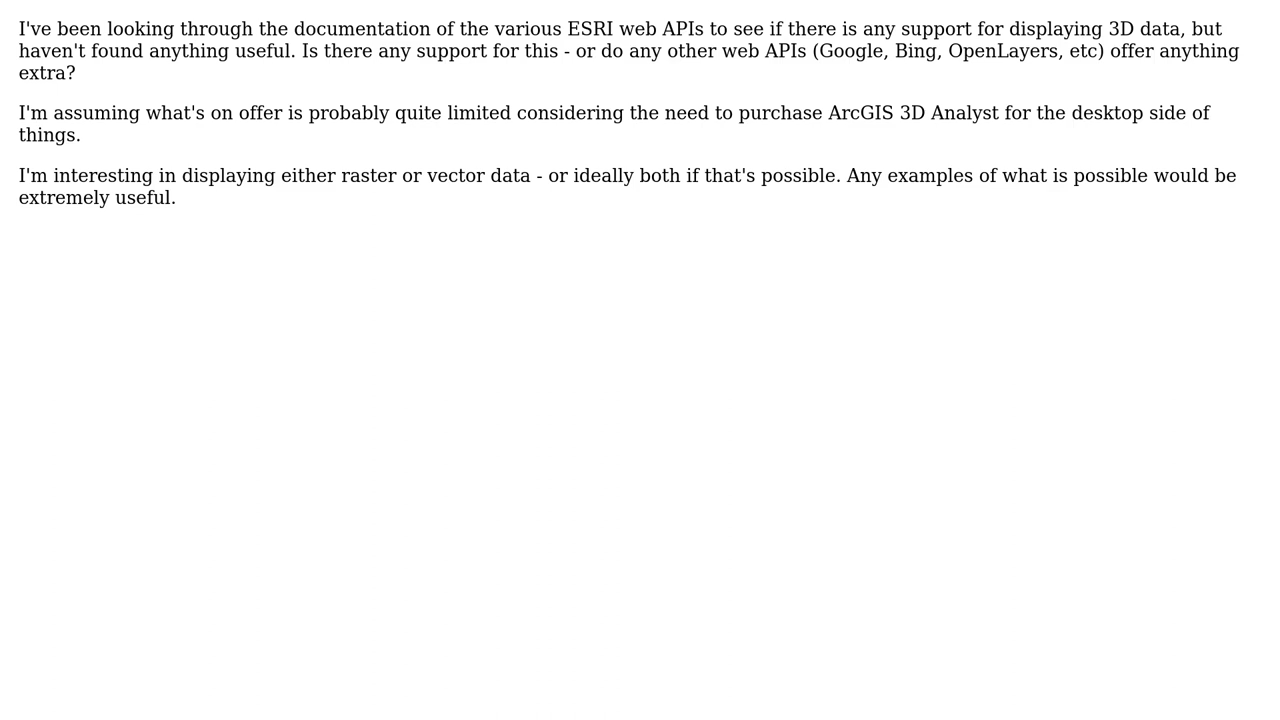 I've been looking through the documentation of the various ESRI web APIs to see if there is any support for displaying 3D data, but
haven't found anything useful. Is there any support for this - or do any other web APIs (Google, Bing, OpenLayers, etc) offer anything
extra?
I'm assuming what's on offer is probably quite limited considering the need to purchase ArcGIS 3D Analyst for the desktop side of
things.
I'm interesting in displaying either raster or vector data - or ideally both if that's possible. Any examples of what is possible would be
extremely useful.